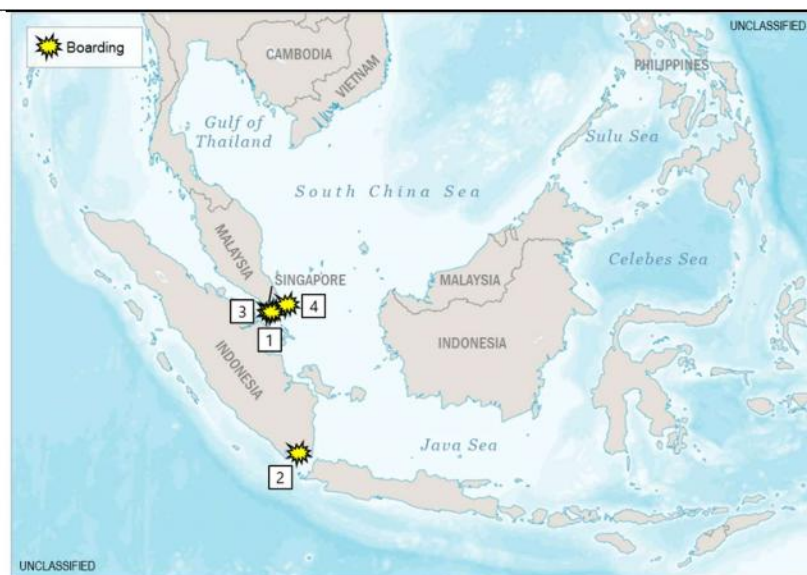 UNCLASSIFIED
Boarding
CAMBODIA
VIETNAM
PHILIPPINES
Gulf of
Thailand
Sulu Sea
South China Sea
MALAYSIA
Celebes Sea
SINGAPORE
MALAYSIA
3
4
1
INDONESIA
INDONESIA
Java Sea
2
UNCLASSIFIED